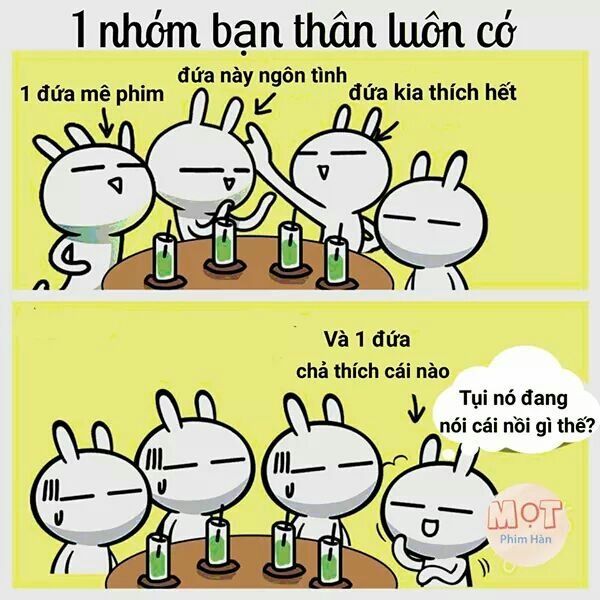 1 nhóm bạn thân luôn có
đứa này ngôn tình
1 đứa mê phim
đứa kia thích hết
Và 1 đứa
chả thích cái nào
Tụi nó đang
nói cái nồi gì thế?
MỌT
Phim Hàn